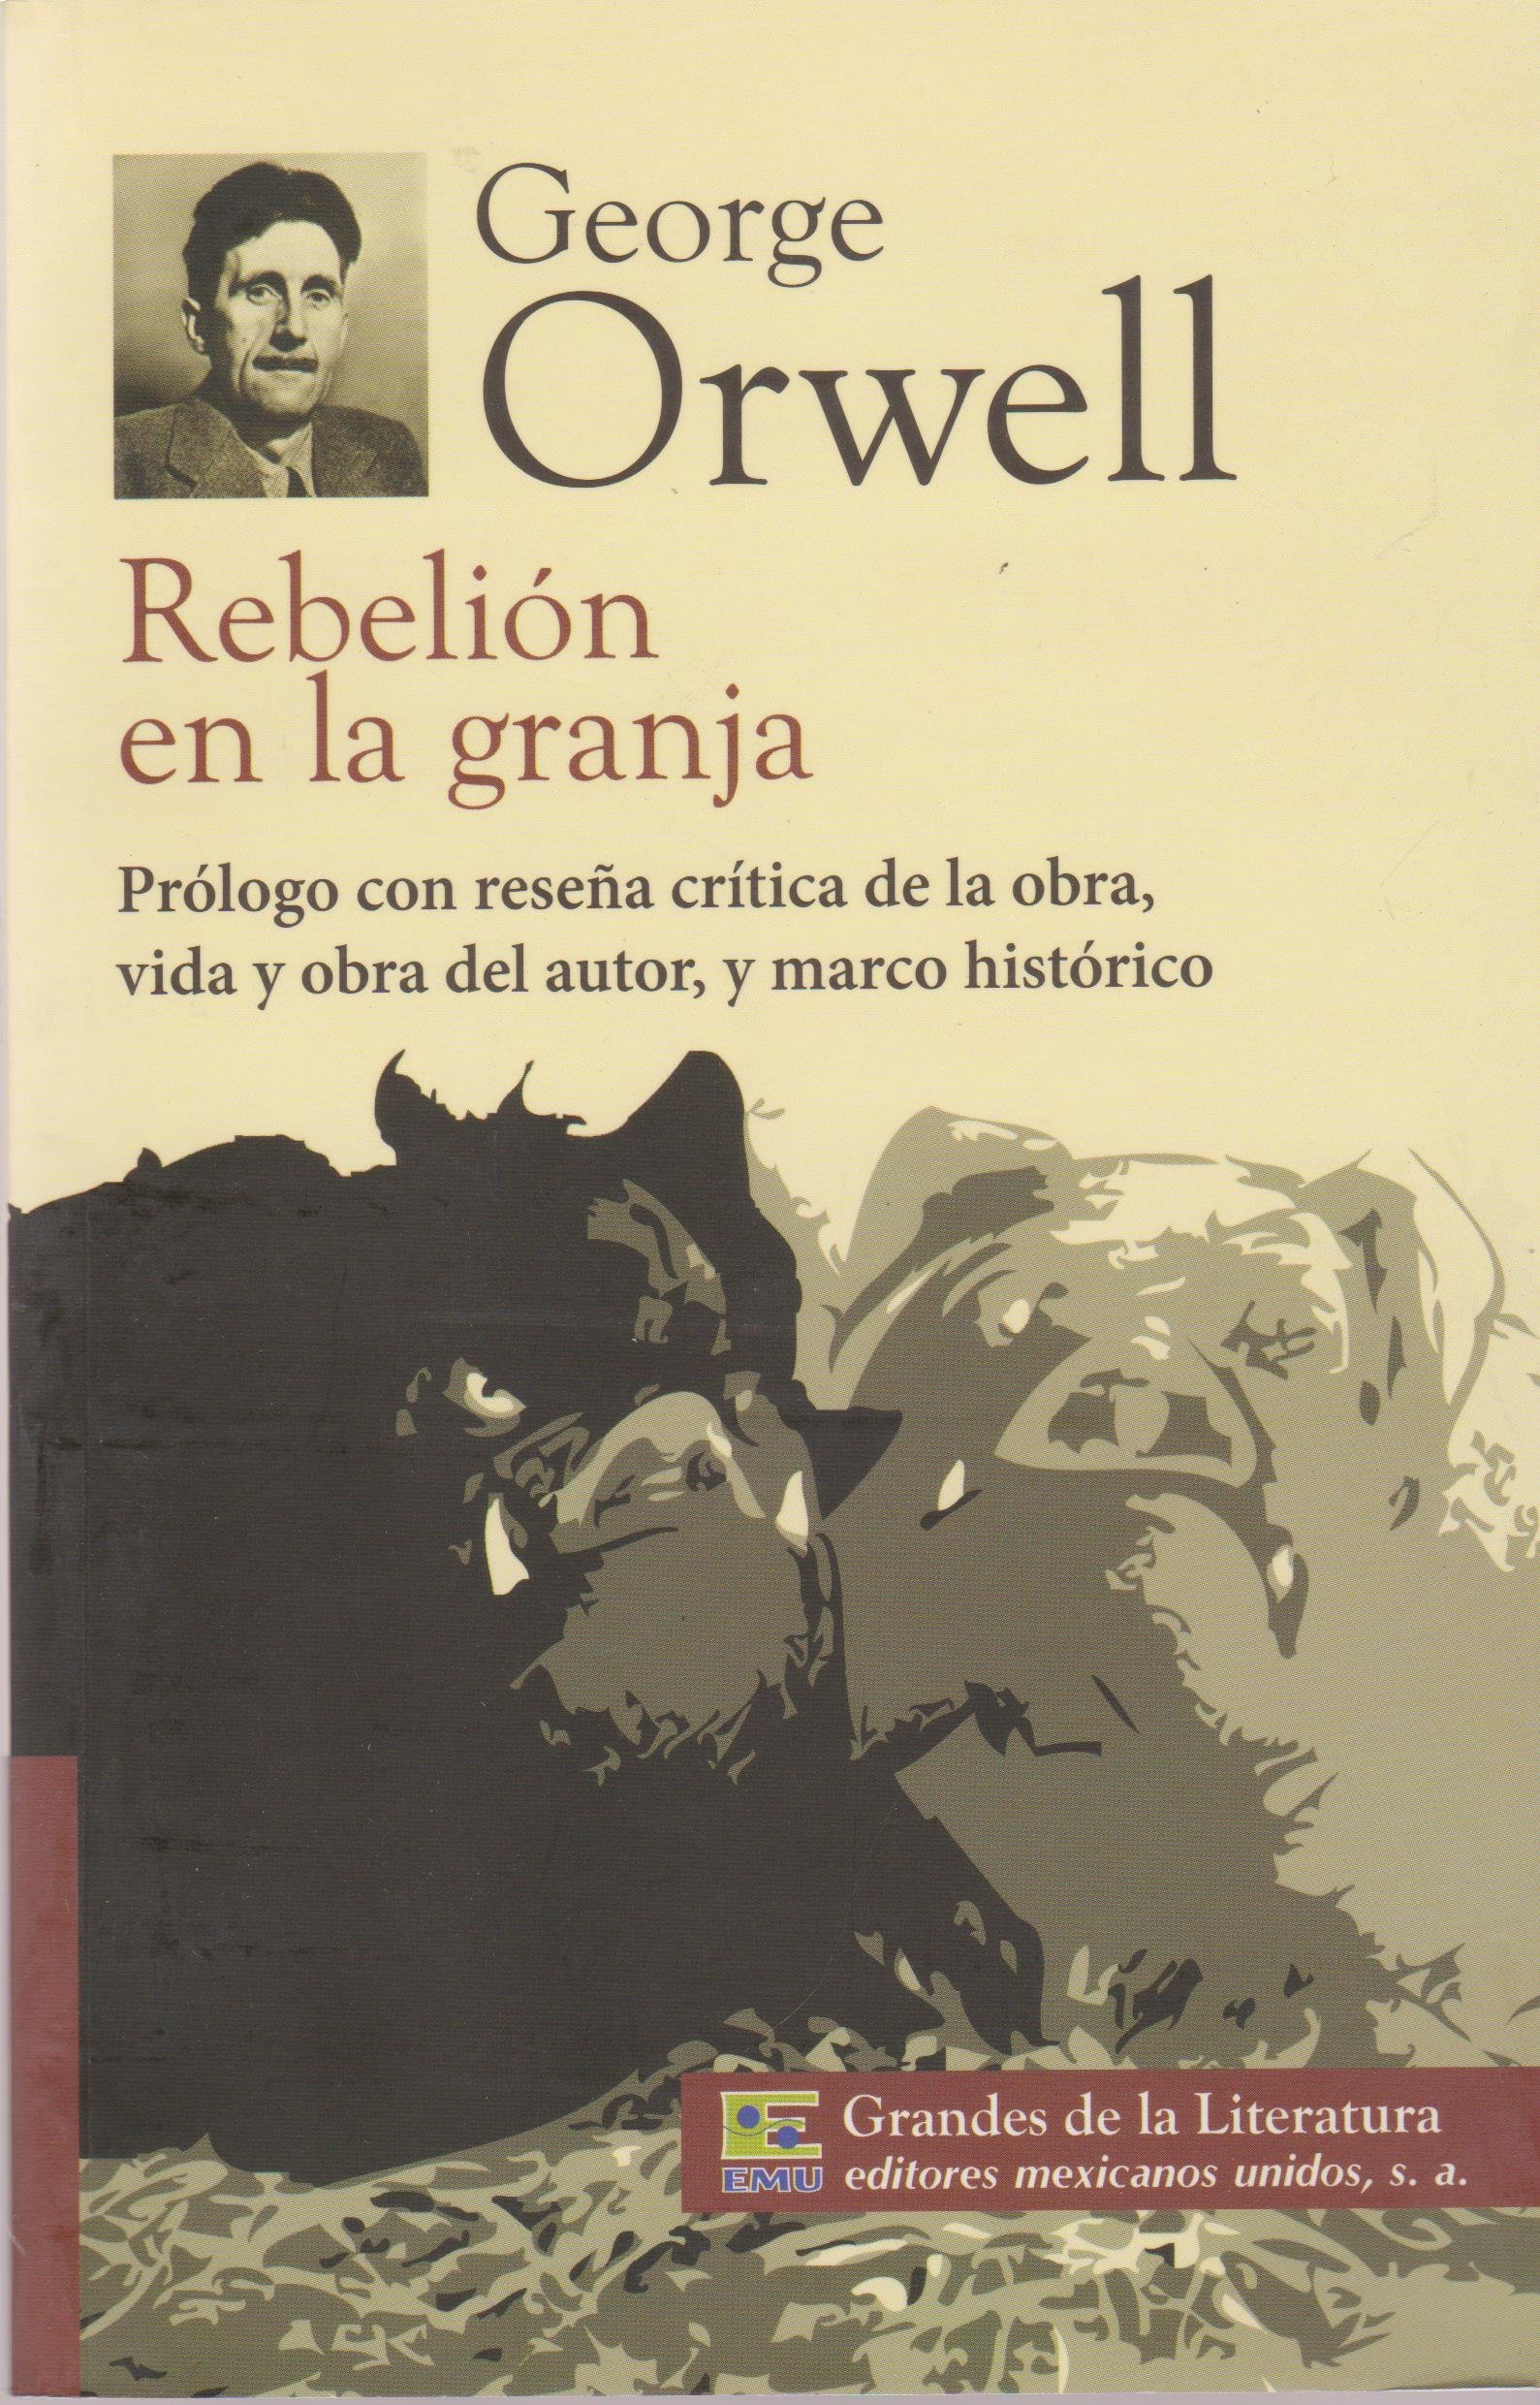 George
Orwell
Rebelión
en la granja
Prólogo con reseña crítica de la obra,
vida y obra del autor, y marco histórico
Grandes de la Literatura
EMU editores mexicanos unidos, s. a.